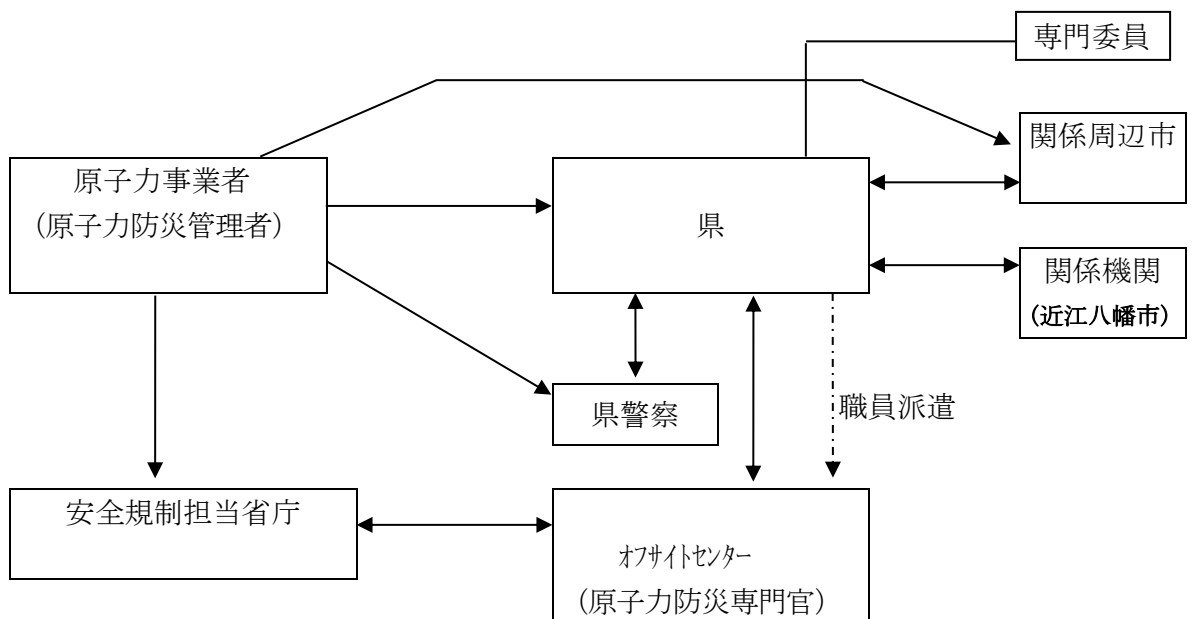 専門委員
関係周辺市
原子力事業者
(原子力防災管理者)
県
関係機関
(近江八幡市)
県警察
職員派遣
安全規制担当省庁
ｵﾌｻｲﾄｾﾝﾀｰ
(原子力防災専門官)